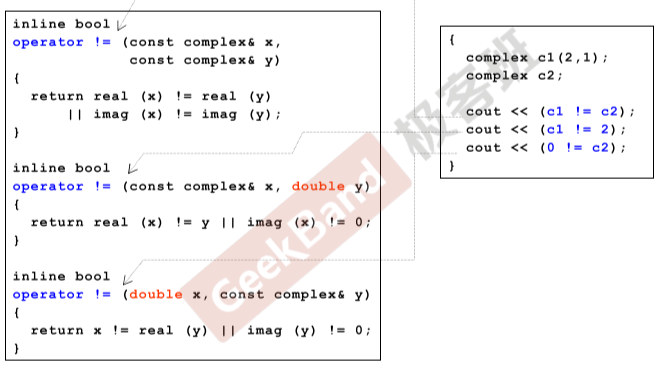 inline bool
operator != (const complex& x,
             const complex& y)
{
  return real (x) != real (y)
      || imag (x) != imag (y);
}
inline bool
operator != (const complex& x, double y)
{
  return real (x) != y || imag (x) != 0;
}
inline bool
operator != (double x, const complex& y)
{
  return x != real (y) || imag (y) != 0;
}
{
  complex c1(2,1);
  complex c2;
  cout << (c1 != c2);
  cout << (c1 != 2);
  cout << (0 != c2);
}
GeekBand 极客班